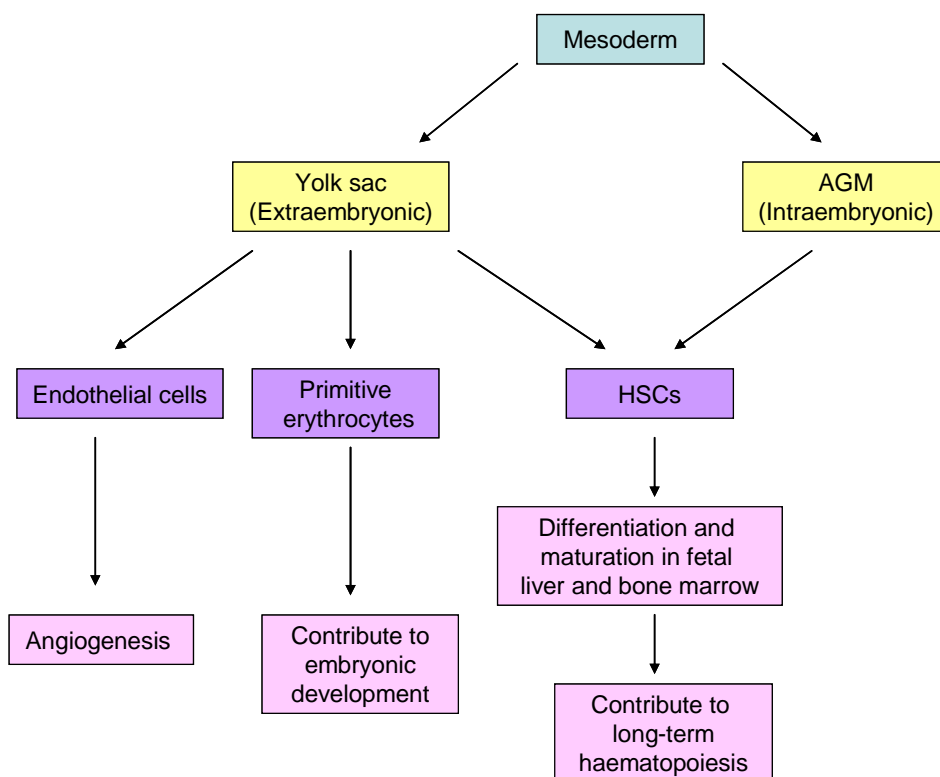 Mesoderm
Yolk sac
(Extraembryonic)
AGM
(Intraembryonic)
Endothelial cells
Primitive
erythrocytes
HSCs
Differentiation and
maturation in fetal
liver and bone marrow
Angiogenesis
Contribute to
embryonic
development
Contribute to
long-term
haematopoiesis